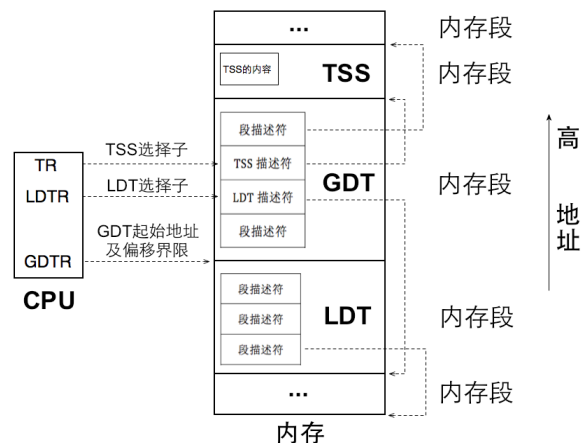 ...
内存段
TSS的内容
TSS
内存段
段描述符
TSS 描述符
LDT 描述符
段描述符
GDT
内存段
TSS选择子
LDT选择子
GDT起始地址
及偏移界限
TR
LDTR
GDTR
CPU
段描述符
段描述符
段描述符
LDT
内存段
...
内存段
内存
高
地址